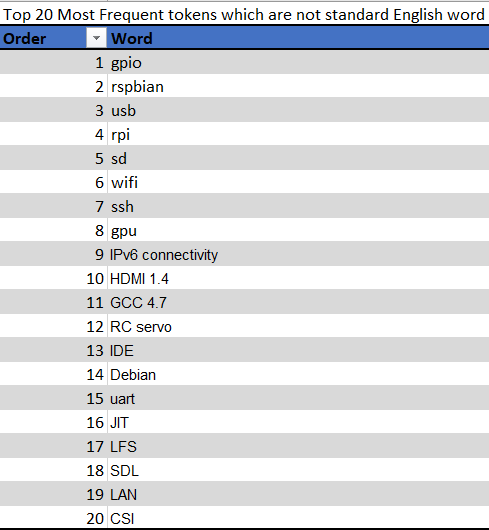 Top 20 Most Frequent tokens which are not standard English word
Order Word
1 gpio
2 rspbian
3 usb
4 rpi
5 sd
6 wifi
7 ssh
8 gpu
9 IPv6 connectivity
10 HDMI 1.4
11 GCC 4.7
12 RC servo
13 IDE
14 Debian
15 uart
16 JIT
17 LFS
18 SDL
19 LAN
20 CSI